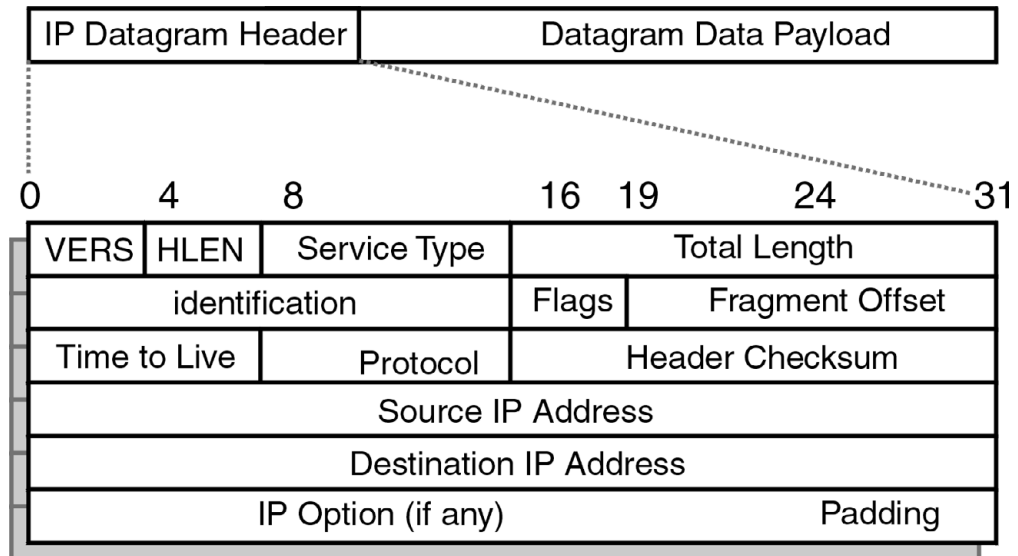 IP Datagram Header Datagram Data Payload
0 4 8 16 19 24 31
VERS HLEN Service Type Total Length
identification Flags Fragment Offset
Time to Live Protocol Header Checksum
Source IP Address
Destination IP Address
IP Option (if any) Padding